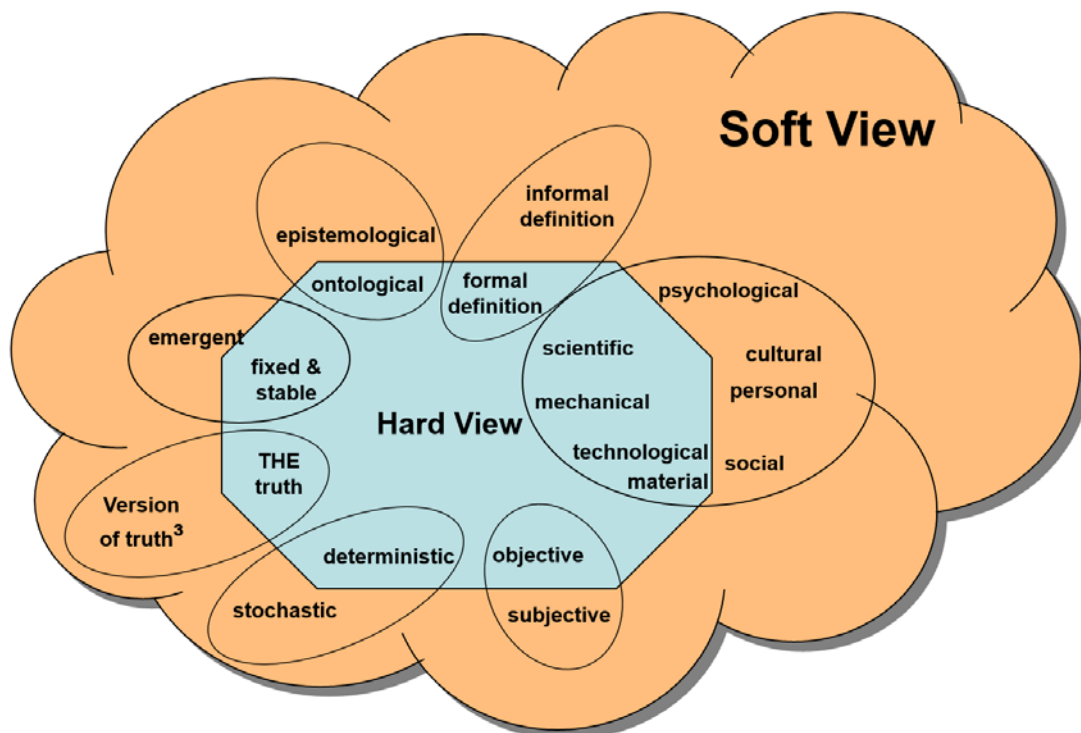 Soft View
informal
definition
epistemological
ontological
formal
definition
psychological
emergent
scientific
cultural
fixed &
stable
personal
mechanical
Hard View
technological
THE
truth
social
material
Version
of truth³
deterministic
objective
stochastic
subjective